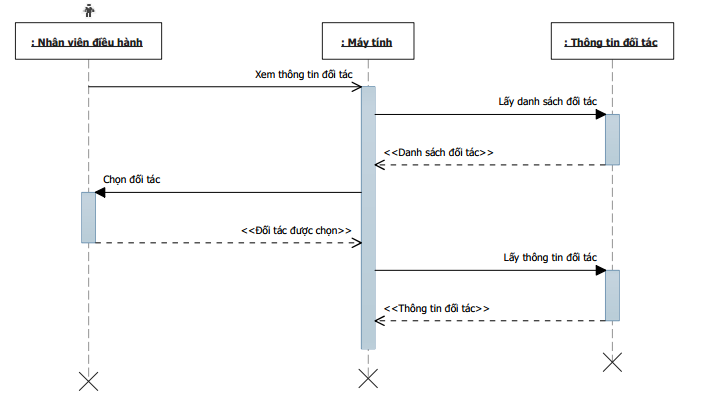 : Nhân viên điều hành
: Máy tính
: Thông tin đối tác
Xem thông tin đối tác
Lấy danh sách đối tác
<<Danh sách đối tác>>
Chọn đối tác
<<Đối tác được chọn>>
Lấy thông tin đối tác
<<Thông tin đối tác>>